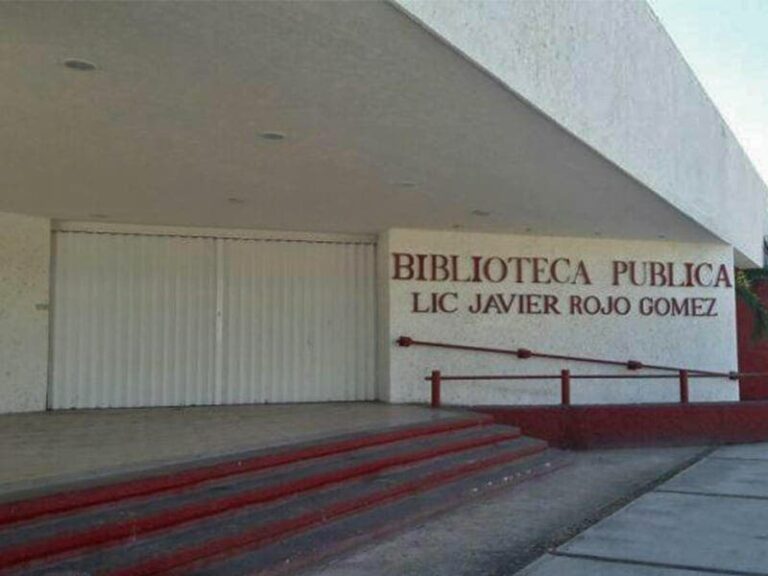 BIBLIOTECA PUBLICA
LIC JAVIER ROJO GOMEZ